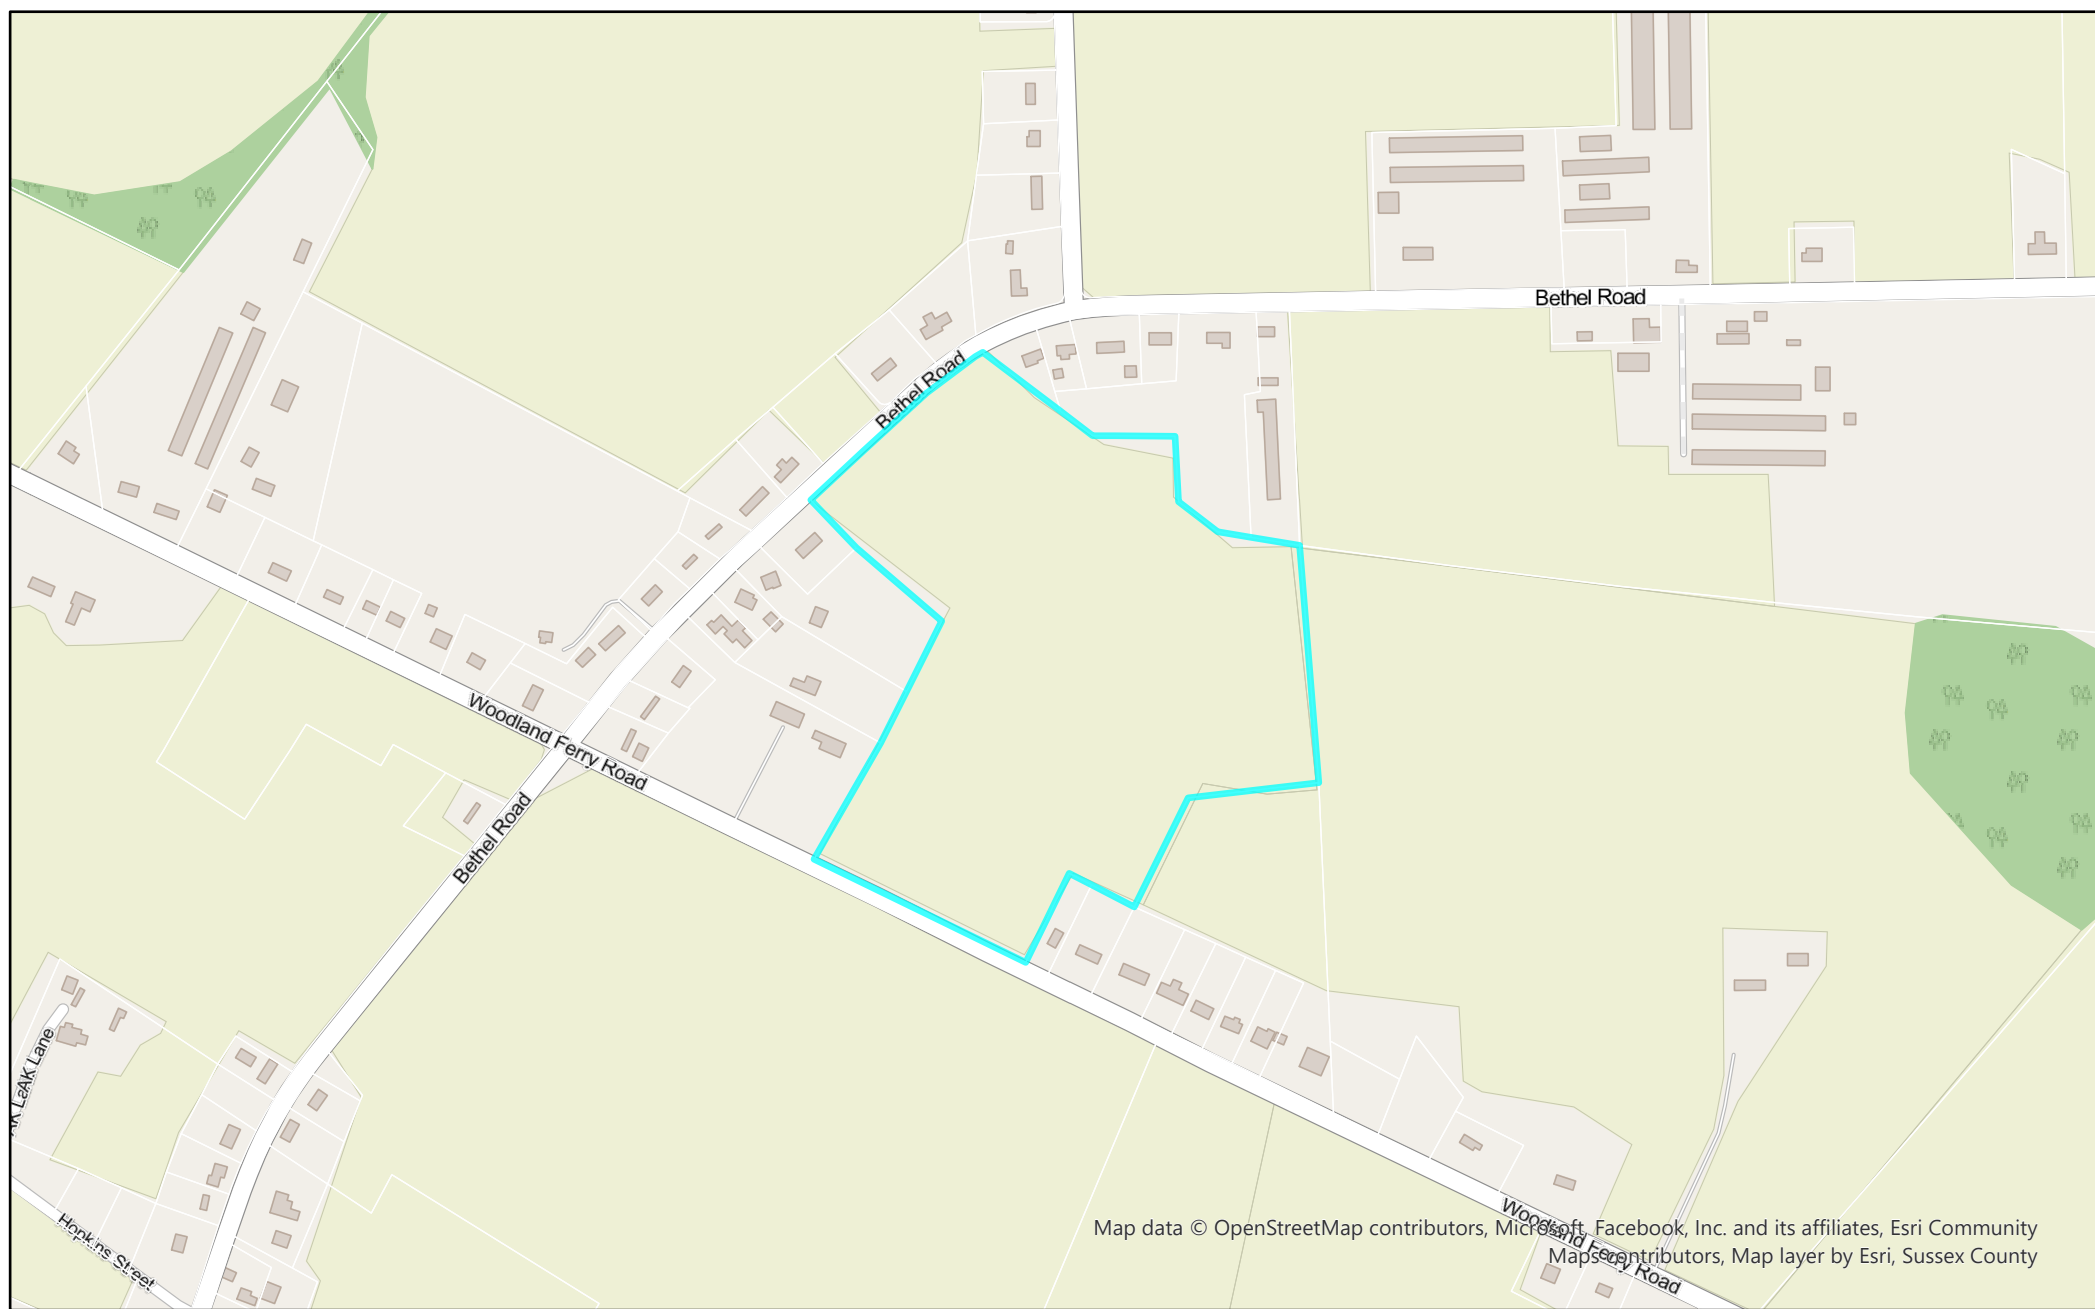 Bethel Road
Bethel Road
Woodland Ferry Road
Bethel Road
AK Lane
Hopkins Street
Woodland Ferry Road
Map data © OpenStreetMap contributors, Microsoft, Facebook, Inc. and its affiliates, Esri Community
Maps contributors, Map layer by Esri, Sussex County